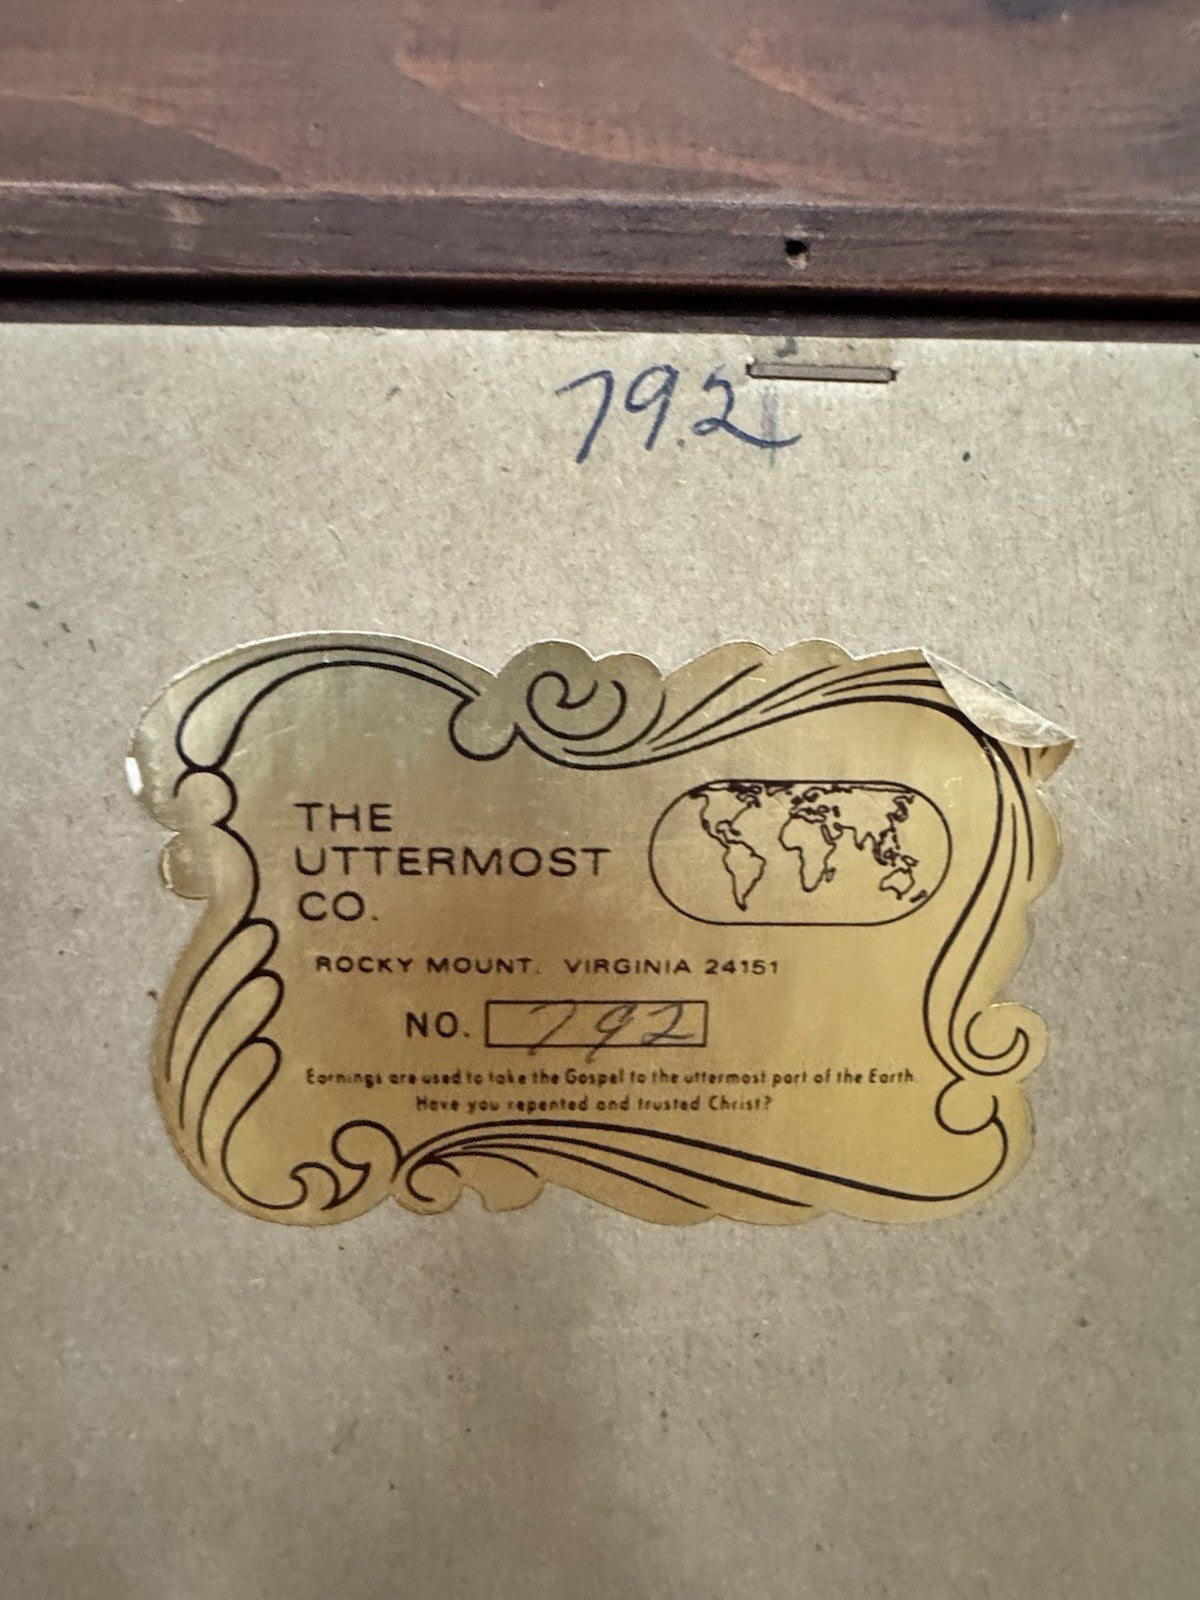 792
THE
UTTERMOST
CO.
ROCKY MOUNT, VIRGINIA 24151
NO. 792
Earnings are used to take the Gospel to the uttermost part of the Earth.
Have you repented and trusted Christ?